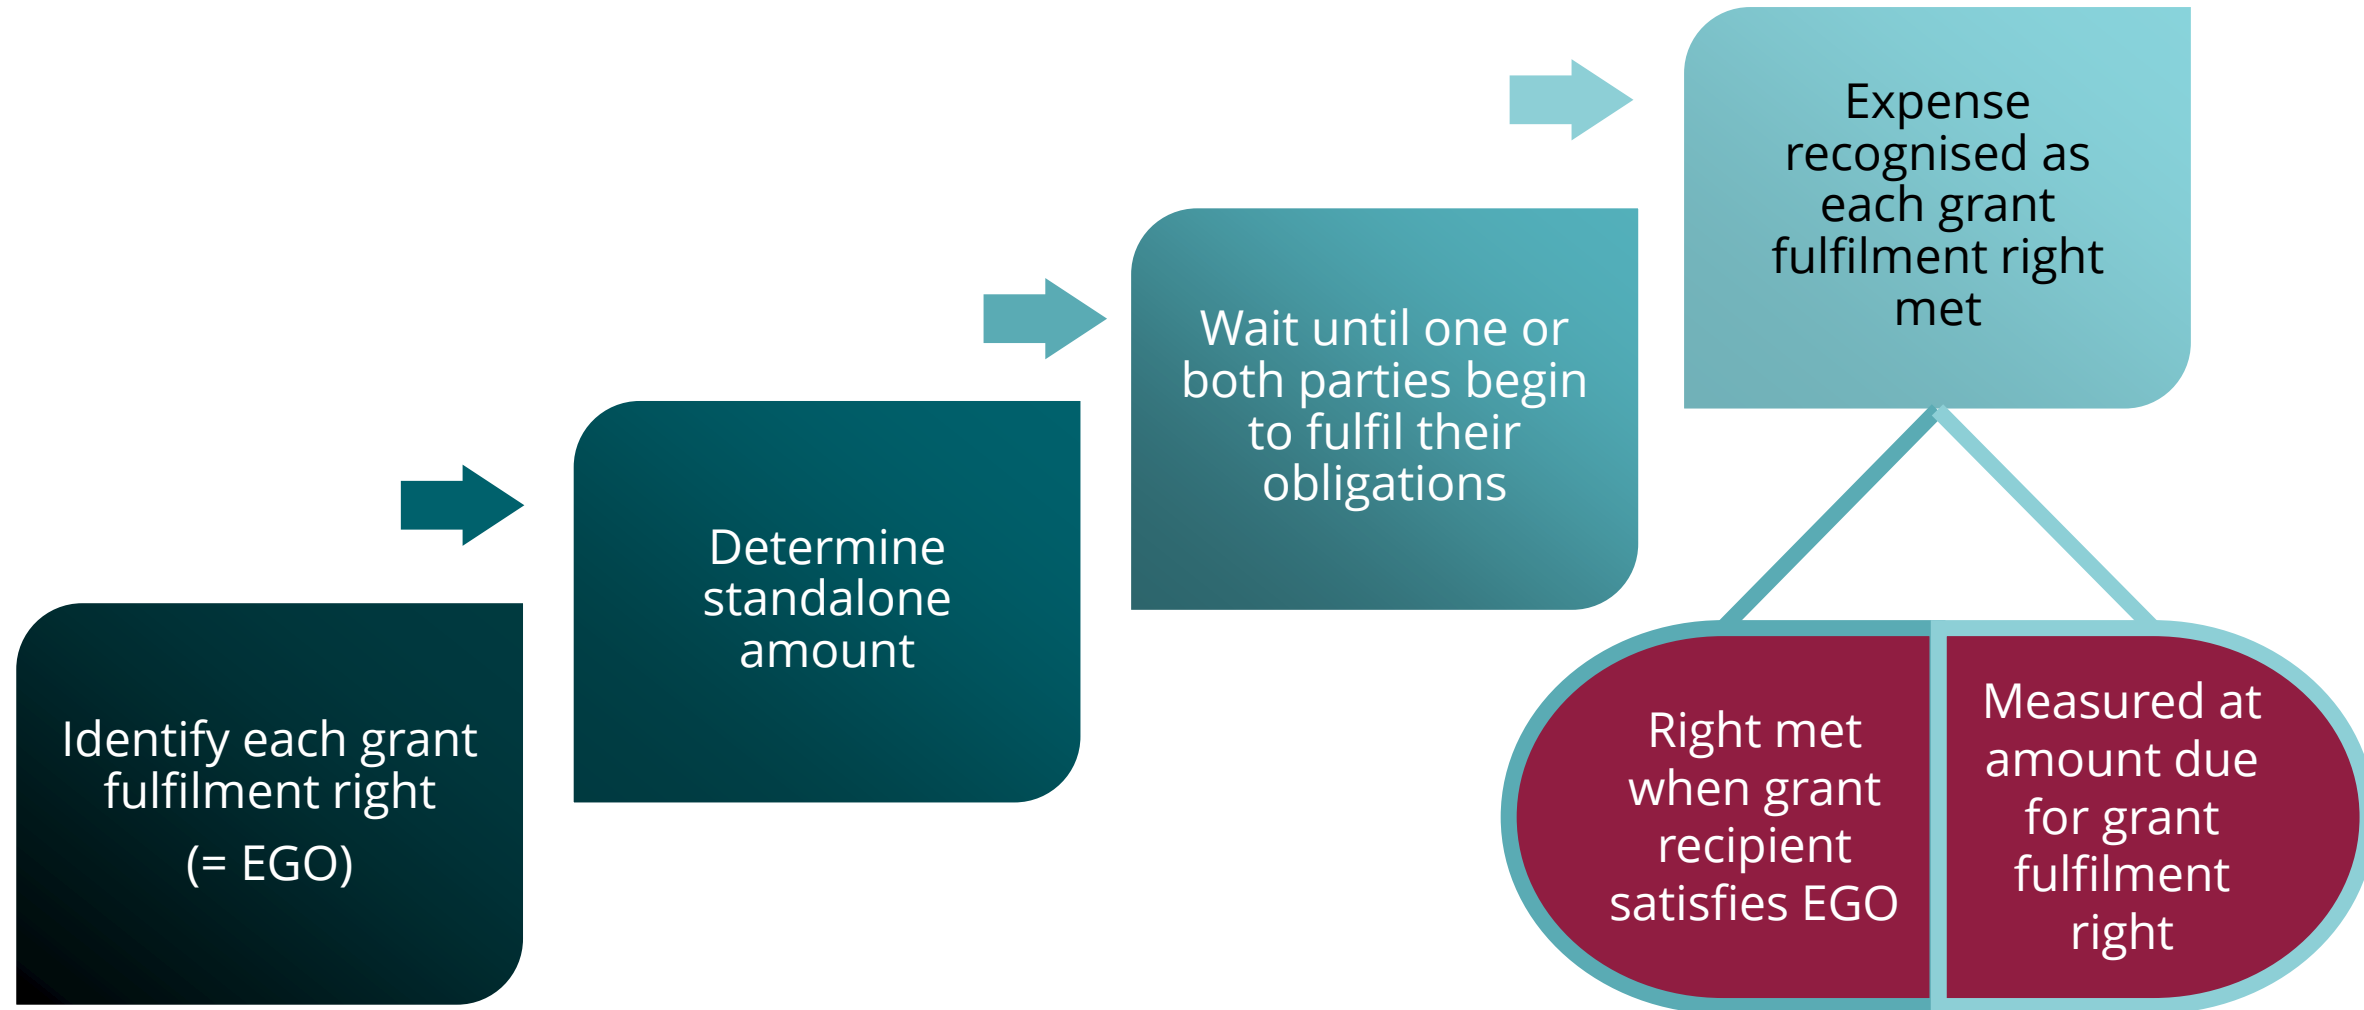 Identify each grant
fulfilment right
(= EGO)
Determine
standalone
amount
Wait until one or
both parties begin
to fulfil their
obligations
Expense
recognised as
each grant
fulfilment right
met
Right met
when grant
recipient
satisfies EGO
Measured at
amount due
for grant
fulfilment
right